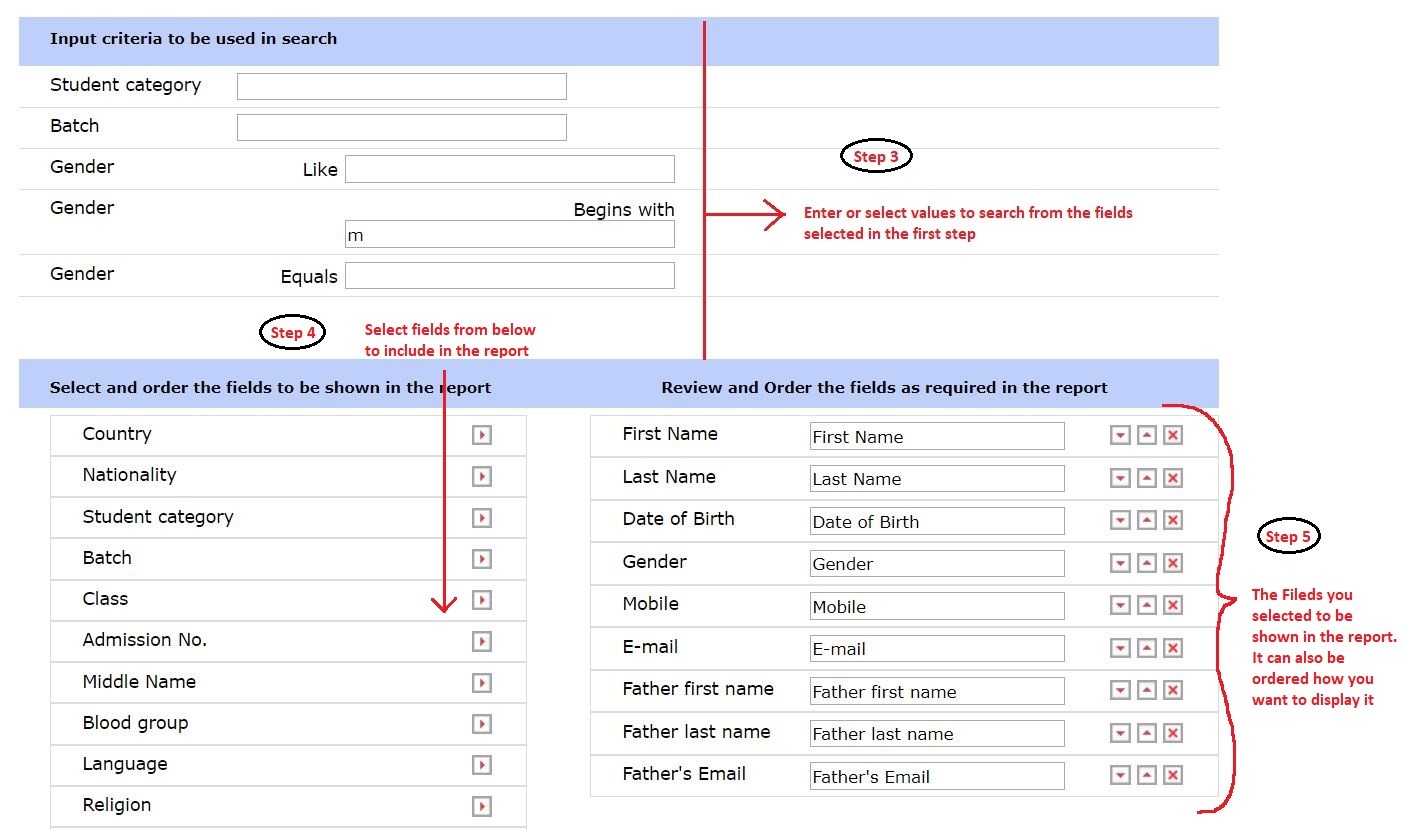 Input criteria to be used in search
Student category
Batch
Gender Like
Step 3
Gender Begins with
m
Enter or select values to search from the fields
selected in the first step
Gender Equals
Step 4
Select fields from below
to include in the report
Select and order the fields to be shown in the report
Country
Nationality
Student category
Batch
Class
Admission No.
Middle Name
Blood group
Language
Religion
Review and Order the fields as required in the report
First Name First Name
Last Name Last Name
Date of Birth Date of Birth
Gender Gender
Mobile Mobile
E-mail E-mail
Father first name Father first name
Father last name Father last name
Father's Email Father's Email
Step 5
The Fileds you
selected to be
shown in the report.
It can also be
ordered how you
want to display it